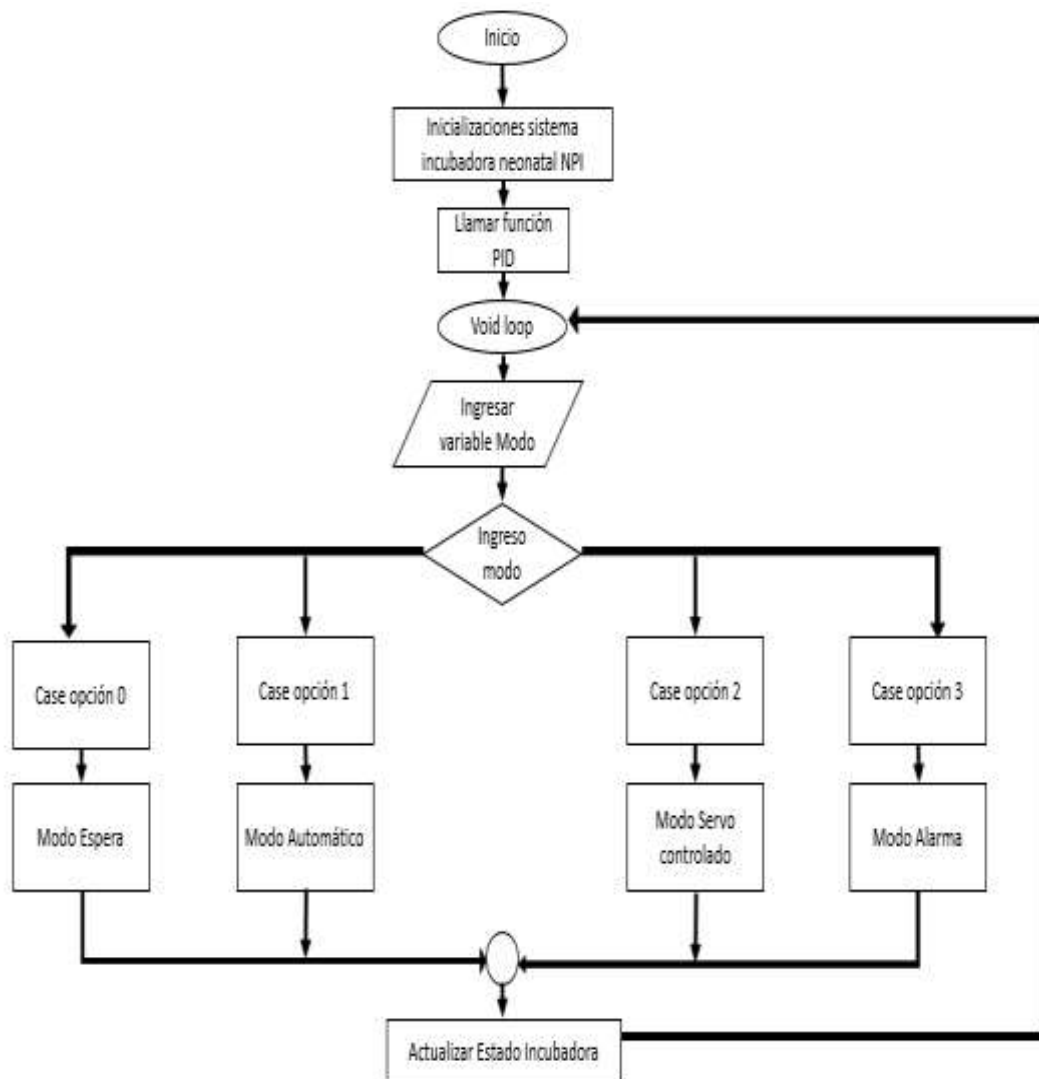 Inicio
Inicializaciones sistema
incubadora neonatal NPI
Llamar función
PID
Void loop
Ingresar
variable Modo
Ingreso
modo
Case opción 0
Case opción 1
Case opción 2
Case opción 3
Modo Espera
Modo Automático
Modo Servo
controlado
Modo Alarma
Actualizar Estado Incubadora